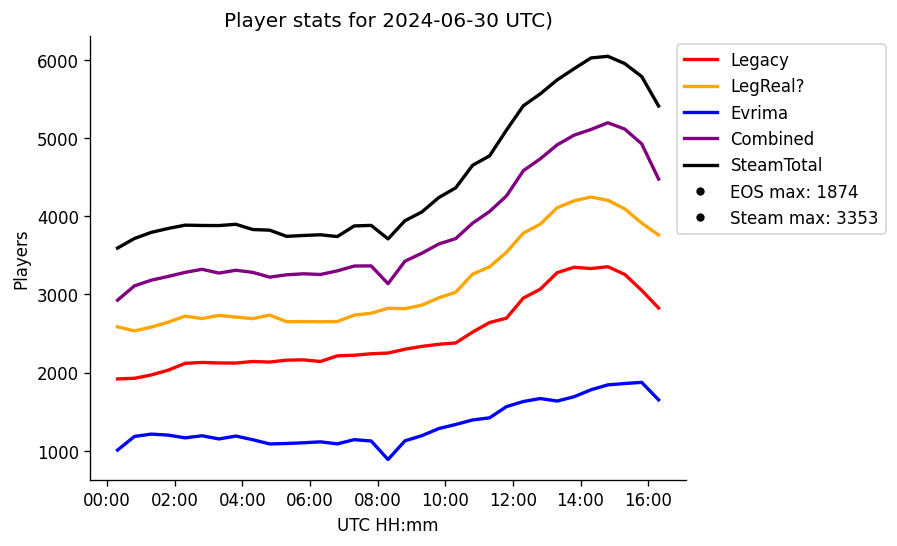 Player stats for 2024-06-30 UTC)
Players
6000
5000
4000
3000
2000
1000
00:00 02:00 04:00 06:00 08:00 10:00 12:00 14:00 16:00
UTC HH:mm
Legacy
LegReal?
Evrima
Combined
SteamTotal
EOS max: 1874
Steam max: 3353